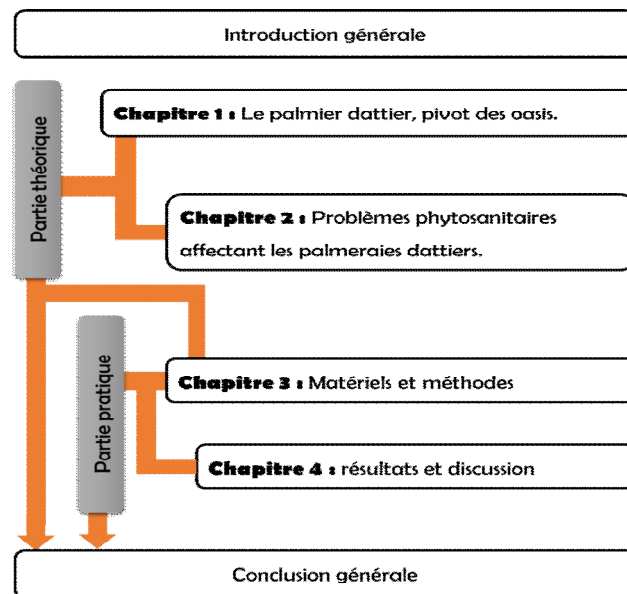 Introduction générale
Partie théorique
Chapitre 1 : Le palmier dattier, pivot des oasis.
Chapitre 2 : Problèmes phytosanitaires
affectant les palmeraies dattiers.
Partie pratique
Chapitre 3 : Matériels et méthodes
Chapitre 4 : résultats et discussion
Conclusion générale